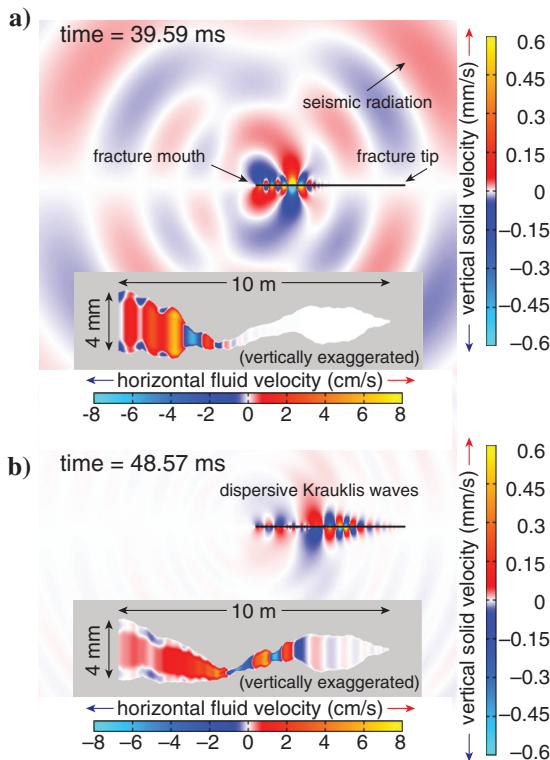 a)
time = 39.59 ms
seismic radiation
fracture mouth
fracture tip
10 m
4 mm
(vertically exaggerated)
horizontal fluid velocity (cm/s)
-8 -6 -4 -2 0 2 4 6 8
vertical solid velocity (mm/s)
0.6
0.45
0.30
0.15
0
–0.15
–0.3
–0.45
–0.6
b)
time = 48.57 ms
dispersive Krauklis waves
10 m
4 mm
(vertically exaggerated)
horizontal fluid velocity (cm/s)
-8 -6 -4 -2 0 2 4 6 8
vertical solid velocity (mm/s)
0.6
0.45
0.30
0.15
0
–0.15
–0.3
–0.45
–0.6